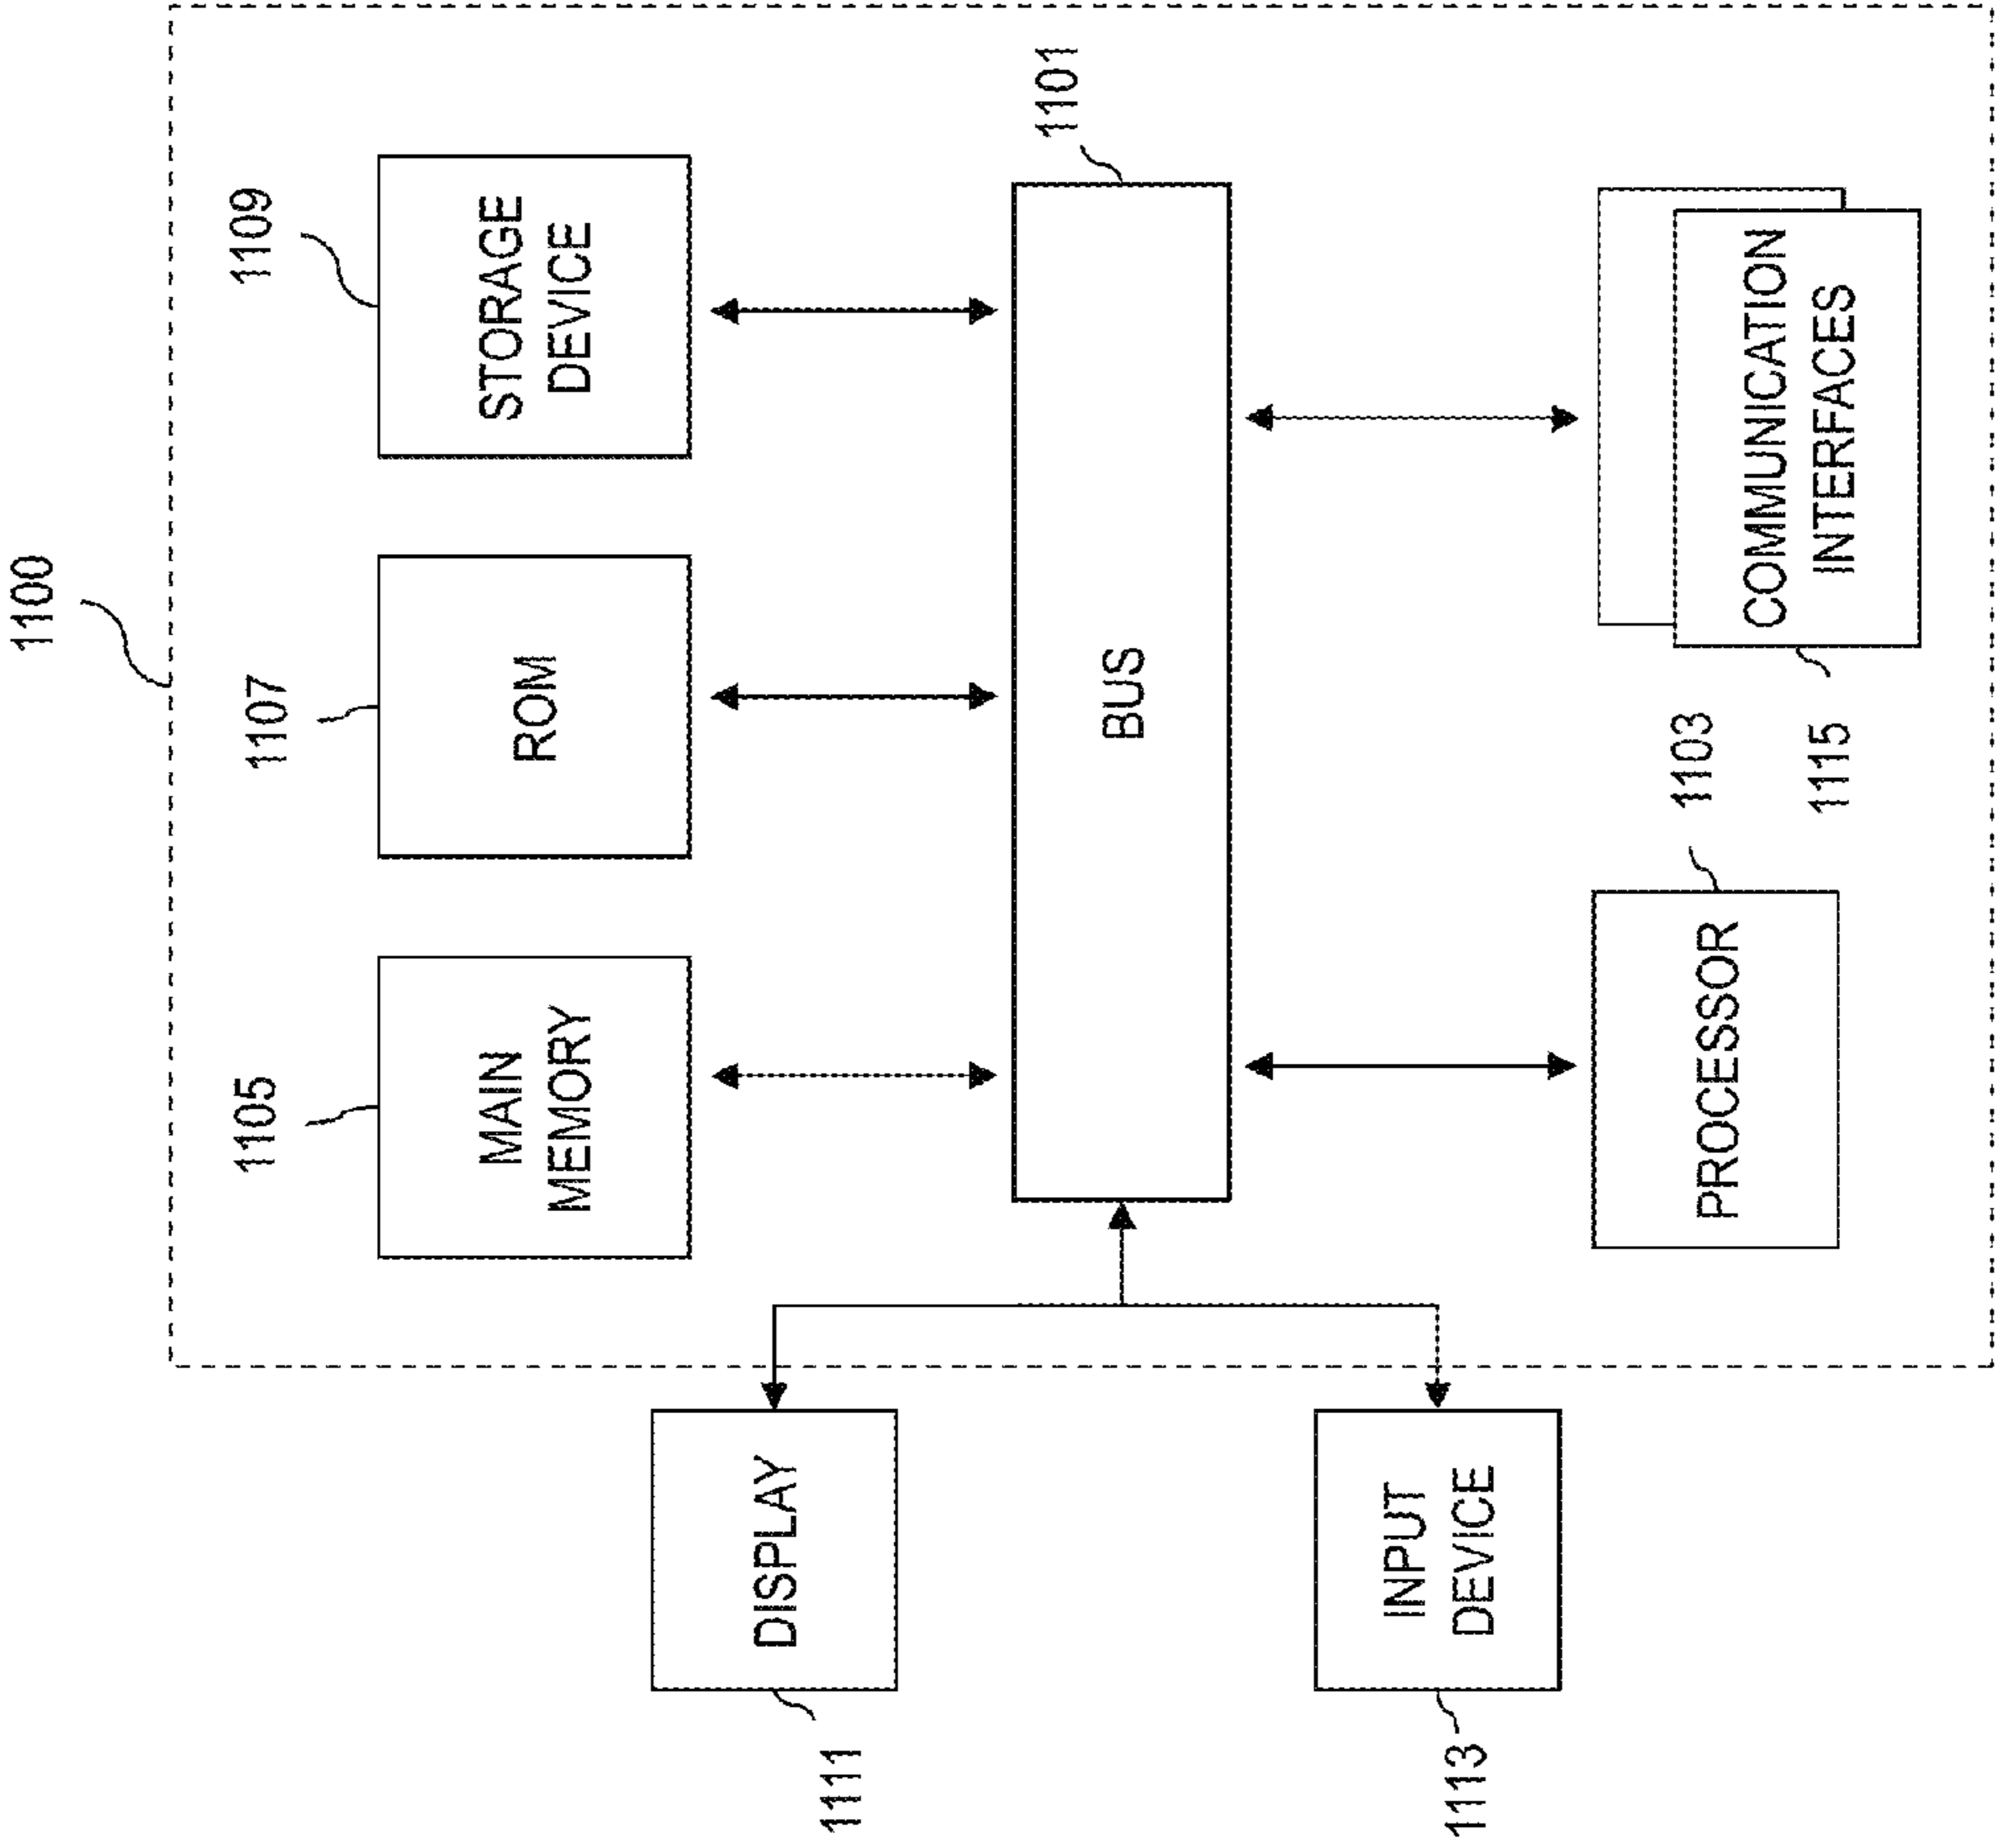 1100
1105
1107
1109
MAIN
MEMORY
ROM
STORAGE
DEVICE
1111
DISPLAY
BUS
1101
1113
INPUT
DEVICE
PROCESSOR
1103
1115
COMMUNICATION
INTERFACES